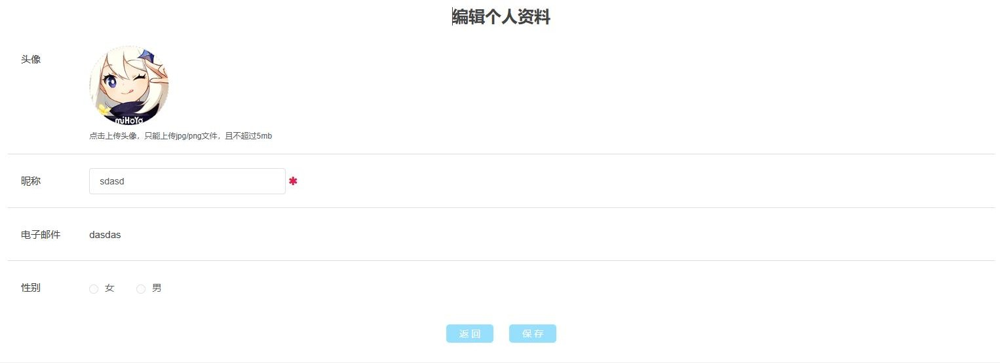 编辑个人资料
头像
miHoYo
点击上传头像，只能上传jpg/png文件，且不超过5mb
昵称 sdasd ✱
电子邮件 dasdas
性别 女 男
返回 保存